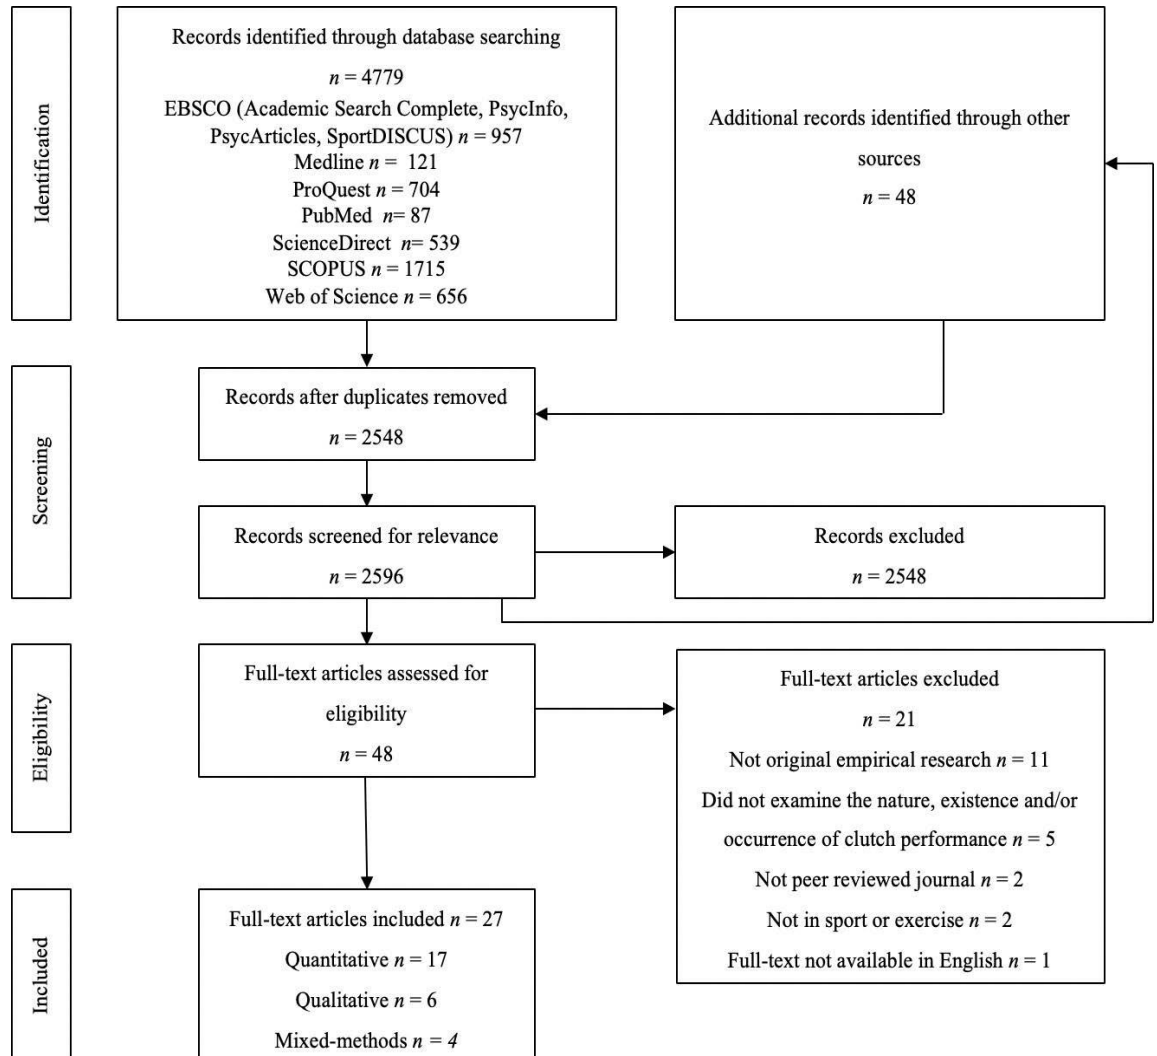 Identification
Records identified through database searching
n = 4779
EBSCO (Academic Search Complete, PsycInfo,
PsycArticles, SportDISCUS) n = 957
Medline n = 121
ProQuest n = 704
PubMed n= 87
ScienceDirect n= 539
SCOPUS n = 1715
Web of Science n = 656
Additional records identified through other
sources
n = 48
Screening
Records after duplicates removed
n = 2548
Records screened for relevance
n = 2596
Records excluded
n = 2548
Eligibility
Full-text articles assessed for
eligibility
n = 48
Full-text articles excluded
n = 21
Not original empirical research n = 11
Did not examine the nature, existence and/or
occurrence of clutch performance n = 5
Not peer reviewed journal n = 2
Not in sport or exercise n = 2
Full-text not available in English n = 1
Included
Full-text articles included n = 27
Quantitative n = 17
Qualitative n = 6
Mixed-methods n = 4